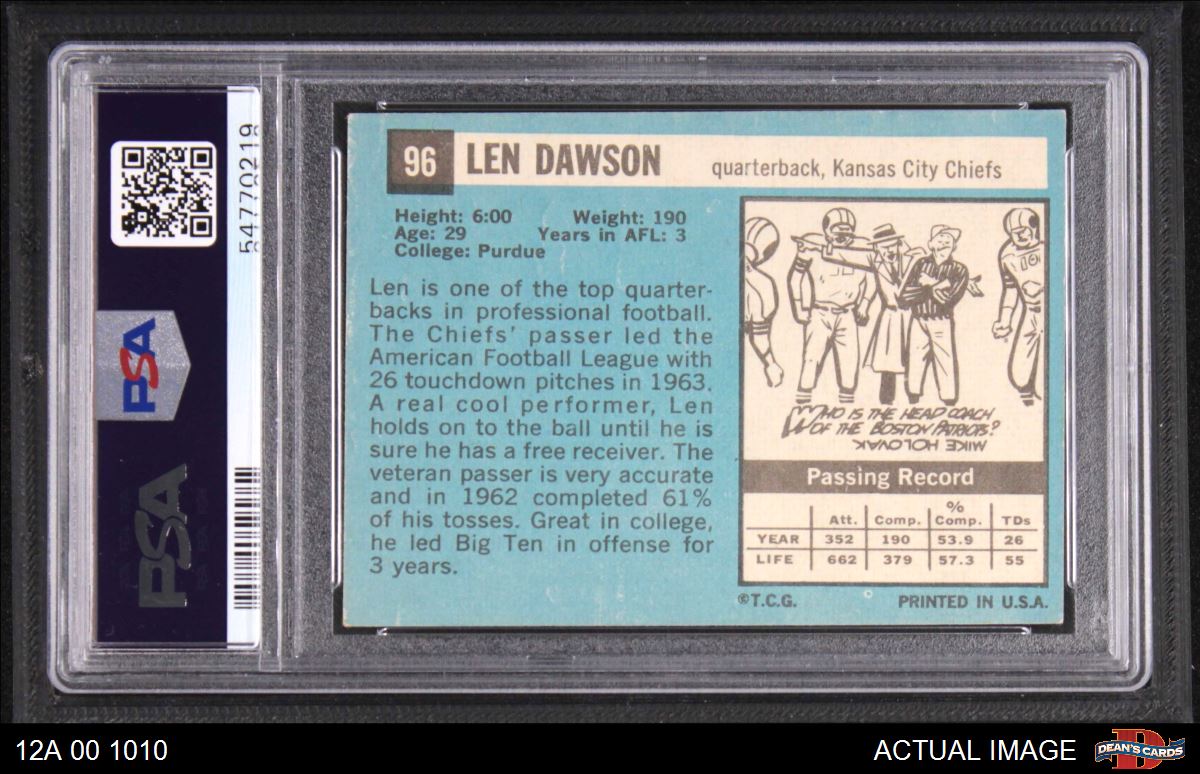 54770219
PSA
PSA
96 LEN DAWSON quarterback, Kansas City Chiefs
Height: 6:00 Weight: 190
Age: 29 Years in AFL: 3
College: Purdue
Len is one of the top quarter-
backs in professional football.
The Chiefs' passer led the
American Football League with
26 touchdown pitches in 1963.
A real cool performer, Len
holds on to the ball until he is
sure he has a free receiver. The
veteran passer is very accurate
and in 1962 completed 61%
of his tosses. Great in college,
he led Big Ten in offense for
3 years.
WHO IS THE HEAD COACH
OF THE BOSTON PATRIOTS?
MIKE HOLOVAK
Passing Record
Att. Comp. % Comp. TDs
YEAR 352 190 53.9 26
LIFE 662 379 57.3 55
©T.C.G. PRINTED IN U.S.A.
12A 00 1010 ACTUAL IMAGE DEAN'S CARDS